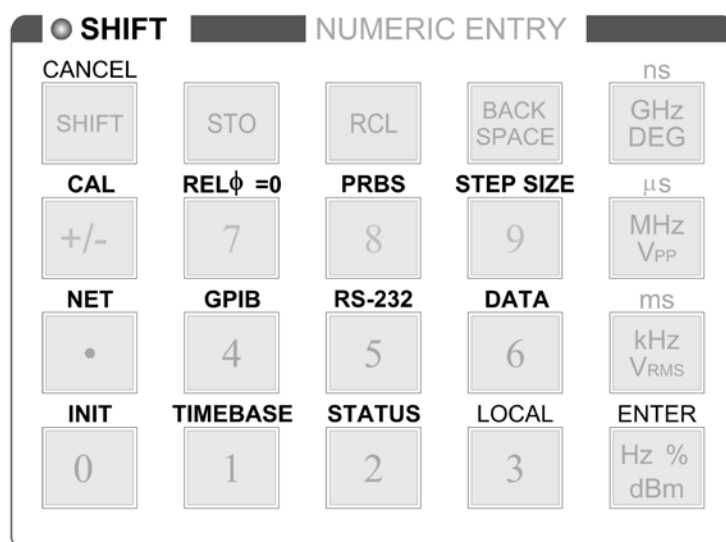 SHIFT NUMERIC ENTRY
CANCEL ns
SHIFT STO RCL BACK SPACE GHz DEG
CAL RELϕ =0 PRBS STEP SIZE µs
+/- 7 8 9 MHz VPP
NET GPIB RS-232 DATA ms
• 4 5 6 kHz VRMS
INIT TIMEBASE STATUS LOCAL ENTER
0 1 2 3 Hz % dBm